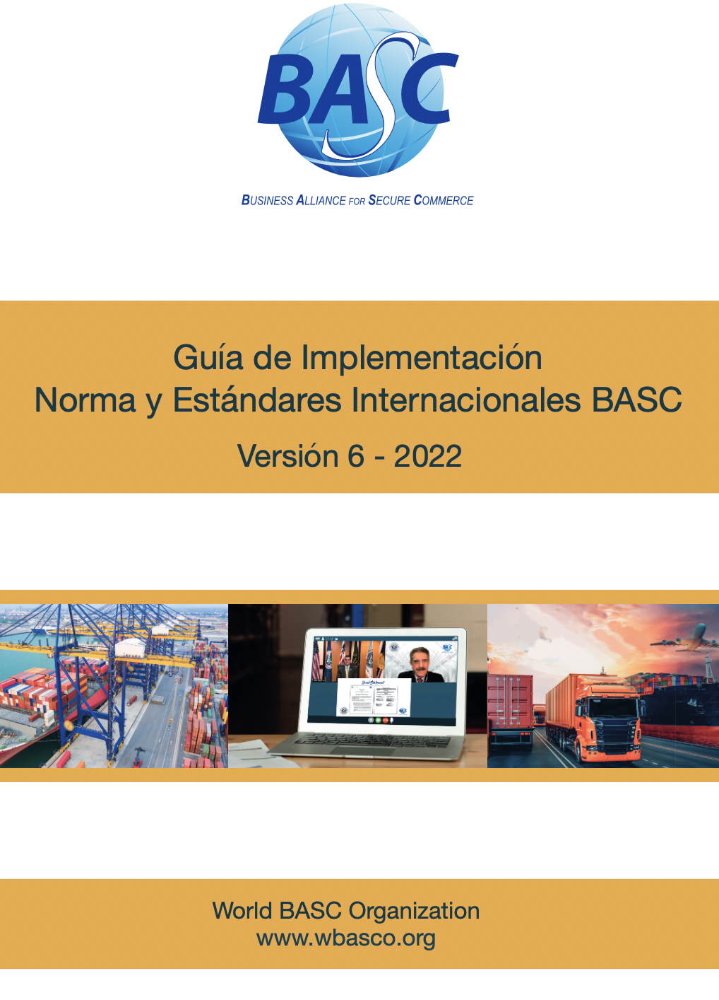 BASC
BUSINESS ALLIANCE FOR SECURE COMMERCE
Guía de Implementación
Norma y Estándares Internacionales BASC
Versión 6 - 2022
World BASC Organization
www.wbasco.org